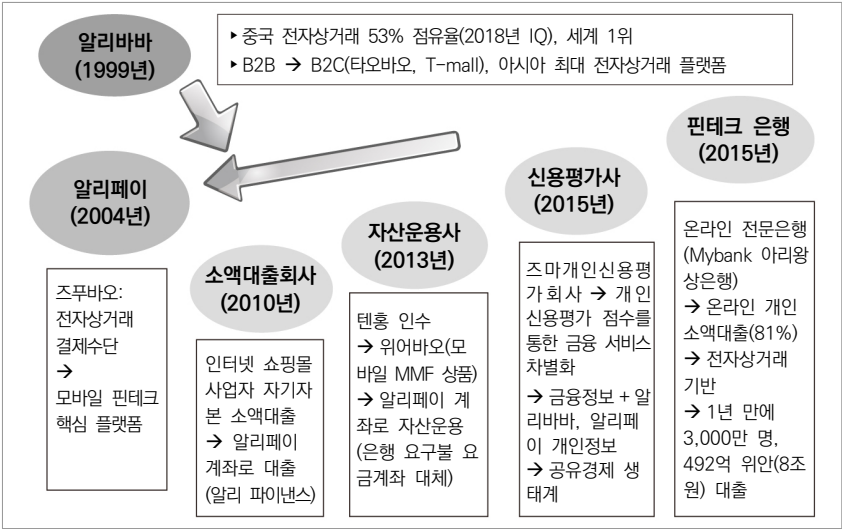 알리바바
(1999년)
▶중국 전자상거래 53% 점유율(2018년 IQ), 세계 1위
▶B2B → B2C(타오바오, T-mall), 아시아 최대 전자상거래 플랫폼
알리페이
(2004년)
즈푸바오:
전자상거래
결제수단
→
모바일 핀테크
핵심 플랫폼
소액대출회사
(2010년)
인터넷 쇼핑몰
사업자 자기자
본 소액대출
→ 알리페이
계좌로 대출
(알리 파이낸스)
자산운용사
(2013년)
텐홍 인수
→ 위어바오(모
바일 MMF 상품)
→ 알리페이 계
좌로 자산운용
(은행 요구불 요
금계좌 대체)
신용평가사
(2015년)
즈마개인신용평
가회사 → 개인
신용평가 점수를
통한 금융 서비스
차별화
→ 금융정보 + 알
리바바, 알리페
이 개인정보
→ 공유경제 생
태계
핀테크 은행
(2015년)
온라인 전문은행
(Mybank 아리왕
상은행)
→ 온라인 개인
소액대출(81%)
→ 전자상거래
기반
→ 1년 만에
3,000만 명,
492억 위안(8조
원) 대출